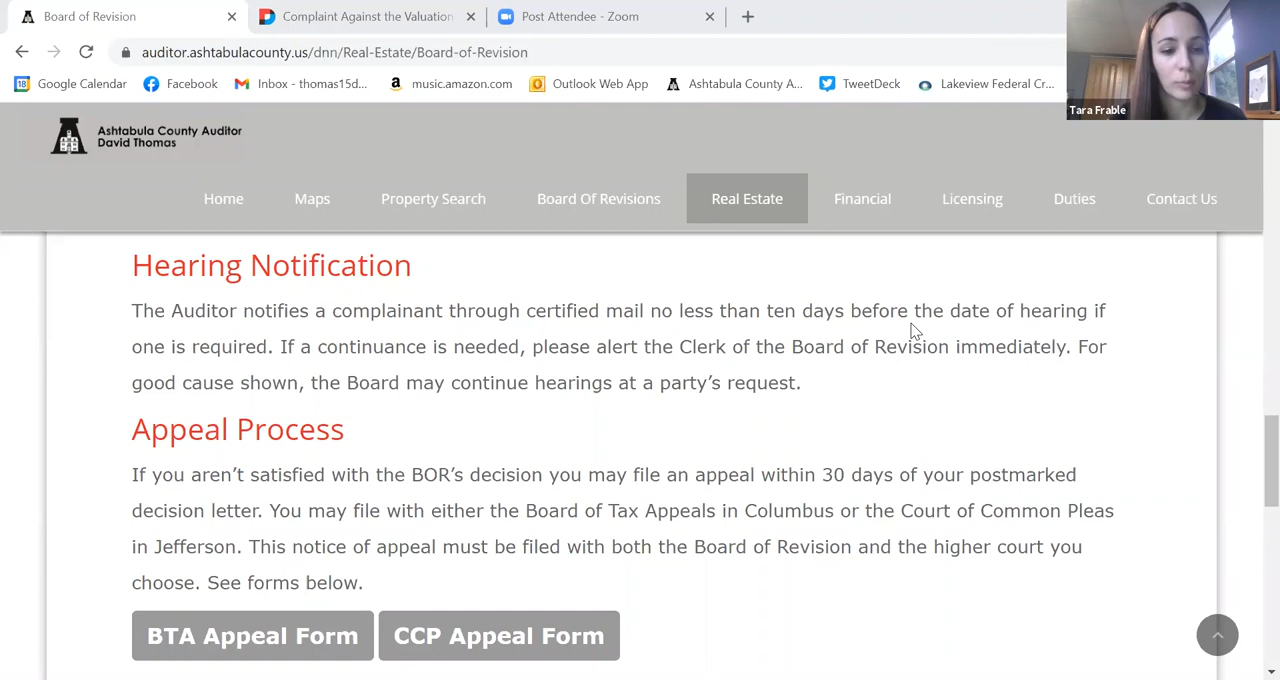 Board of Revision
Complaint Against the Valuation
Post Attendee - Zoom
auditor.ashtabulacounty.us/dnn/Real-Estate/Board-of-Revision
Google Calendar
Facebook
Inbox - thomas15d...
music.amazon.com
Outlook Web App
Ashtabula County A...
TweetDeck
Lakeview Federal Cr...
Tara Frable
Ashtabula County Auditor
David Thomas
Home
Maps
Property Search
Board Of Revisions
Real Estate
Financial
Licensing
Duties
Contact Us
Hearing Notification
The Auditor notifies a complainant through certified mail no less than ten days before the date of hearing if
one is required. If a continuance is needed, please alert the Clerk of the Board of Revision immediately. For
good cause shown, the Board may continue hearings at a party's request.
Appeal Process
If you aren't satisfied with the BOR's decision you may file an appeal within 30 days of your postmarked
decision letter. You may file with either the Board of Tax Appeals in Columbus or the Court of Common Pleas
in Jefferson. This notice of appeal must be filed with both the Board of Revision and the higher court you
choose. See forms below.
BTA Appeal Form
CCP Appeal Form